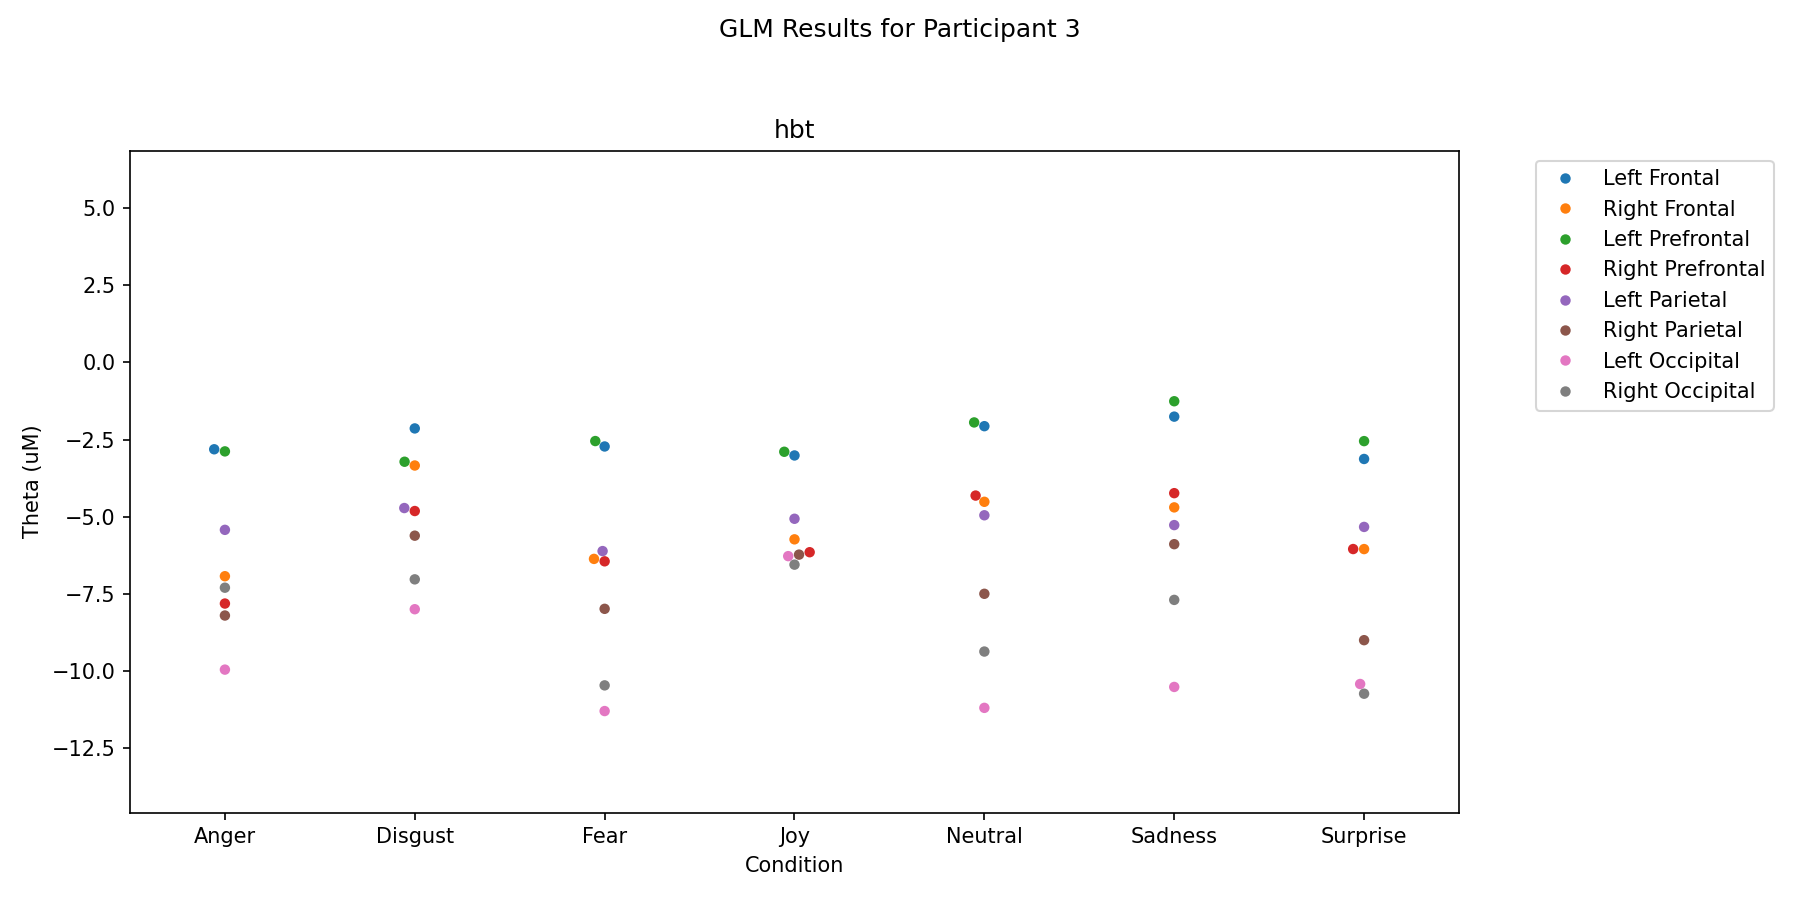 GLM Results for Participant 3
hbt
5.0
2.5
0.0
−2.5
−5.0
−7.5
−10.0
−12.5
Theta (uM)
Anger
Disgust
Fear
Joy
Neutral
Sadness
Surprise
Condition
Left Frontal
Right Frontal
Left Prefrontal
Right Prefrontal
Left Parietal
Right Parietal
Left Occipital
Right Occipital